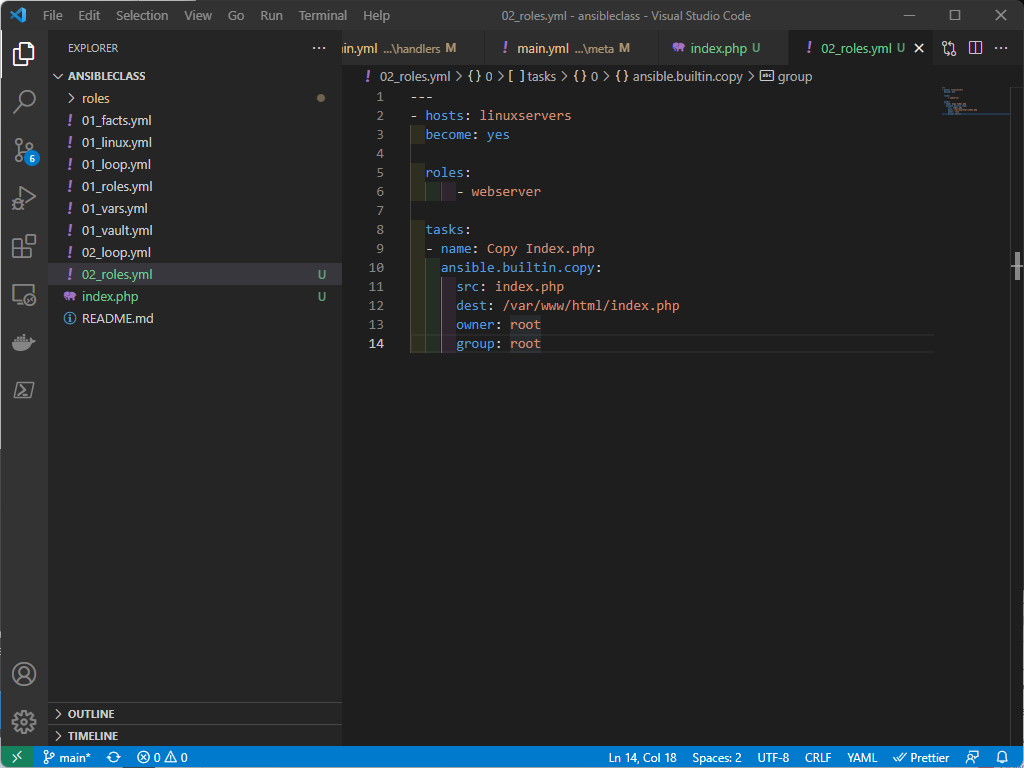 File Edit Selection View Go Run Terminal Help 02_roles.yml - ansibleclass - Visual Studio Code
EXPLORER
ANSIBLECLASS
roles
01_facts.yml
01_linux.yml
01_loop.yml
01_roles.yml
01_vars.yml
01_vault.yml
02_loop.yml
02_roles.yml U
index.php U
README.md
6
OUTLINE
TIMELINE
in.yml ...\handlers M ! main.yml ...\meta M index.php U ! 02_roles.yml U
! 02_roles.yml > {} 0 > [ ] tasks > {} 0 > {} ansible.builtin.copy > abc group
1 ---
2 - hosts: linuxservers
3 become: yes
4
5 roles:
6 - webserver
7
8 tasks:
9 - name: Copy Index.php
10 ansible.builtin.copy:
11 src: index.php
12 dest: /var/www/html/index.php
13 owner: root
14 group: root
main* 0 0 Ln 14, Col 18 Spaces: 2 UTF-8 CRLF YAML Prettier